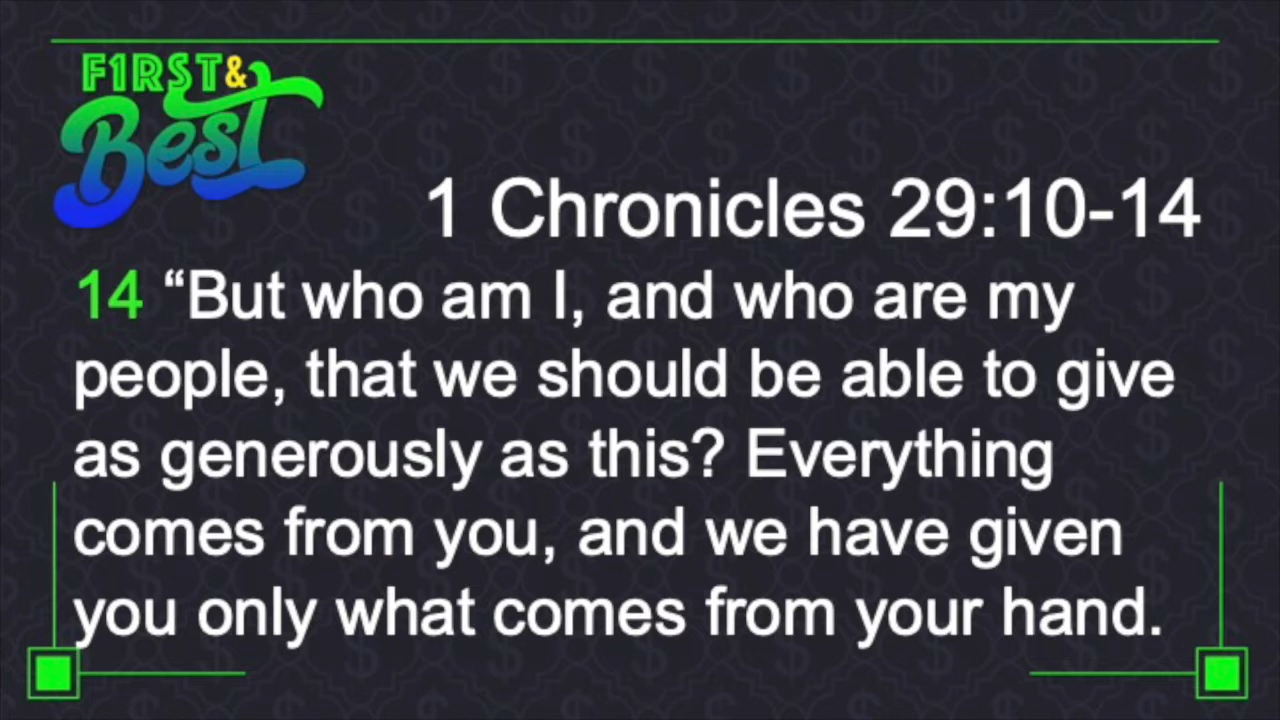 F1RST &
Best
1 Chronicles 29:10-14
14 “But who am I, and who are my
people, that we should be able to give
as generously as this? Everything
comes from you, and we have given
you only what comes from your hand.